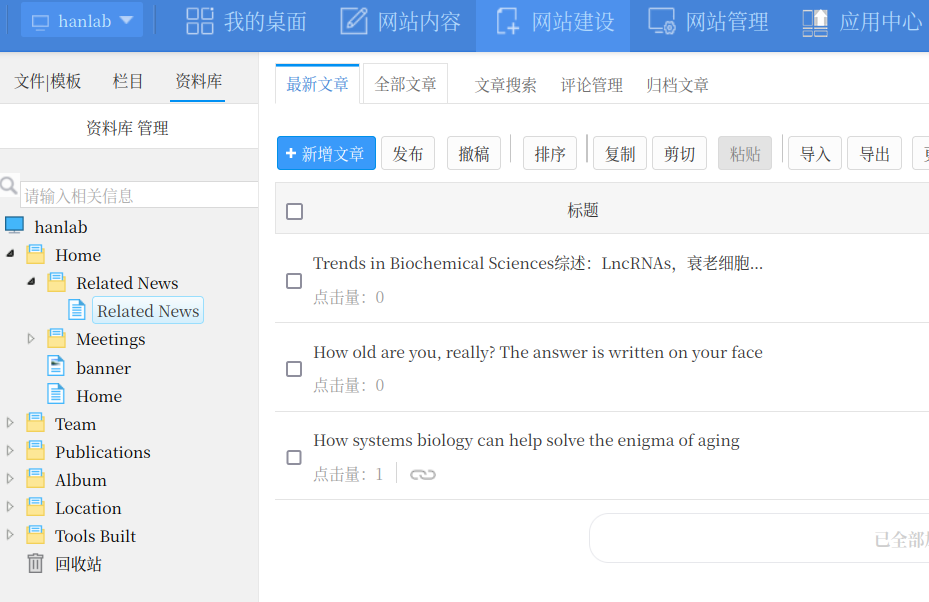 hanlab 我的桌面 网站内容 网站建设 网站管理 应用中心
文件|模板 栏目 资料库
资料库 管理
请输入相关信息
hanlab
Home
Related News
Related News
Meetings
banner
Home
Team
Publications
Album
Location
Tools Built
回收站
最新文章 全部文章 文章搜索 评论管理 归档文章
+ 新增文章 发布 撤稿 排序 复制 剪切 粘贴 导入 导出
标题
Trends in Biochemical Sciences综述：LncRNAs，衰老细胞...
点击量：0
How old are you, really? The answer is written on your face
点击量：0
How systems biology can help solve the enigma of aging
点击量：1
已全部